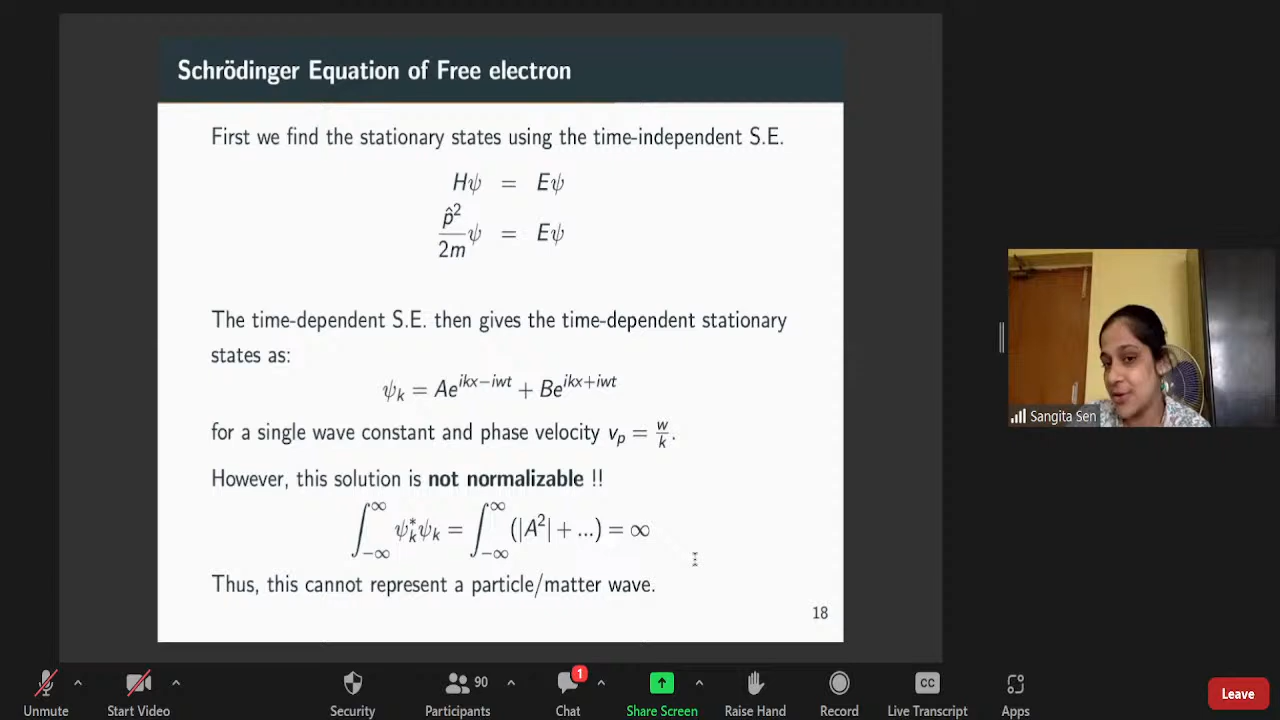 Schrödinger Equation of Free electron
First we find the stationary states using the time-independent S.E.
Hψ = Eψ
p̂²/2m ψ = Eψ
The time-dependent S.E. then gives the time-dependent stationary
states as:
ψₖ = Ae^{ikx−iwt} + Be^{ikx+iwt}
for a single wave constant and phase velocity vₚ = w/k.
However, this solution is not normalizable !!
∫_{−∞}^{∞} ψₖ*ψₖ = ∫_{−∞}^{∞} (|A²| + ...) = ∞
Thus, this cannot represent a particle/matter wave.
18
Sangita Sen
90
1
Unmute
Start Video
Security
Participants
Chat
Share Screen
Raise Hand
Record
CC
Live Transcript
Apps
Leave